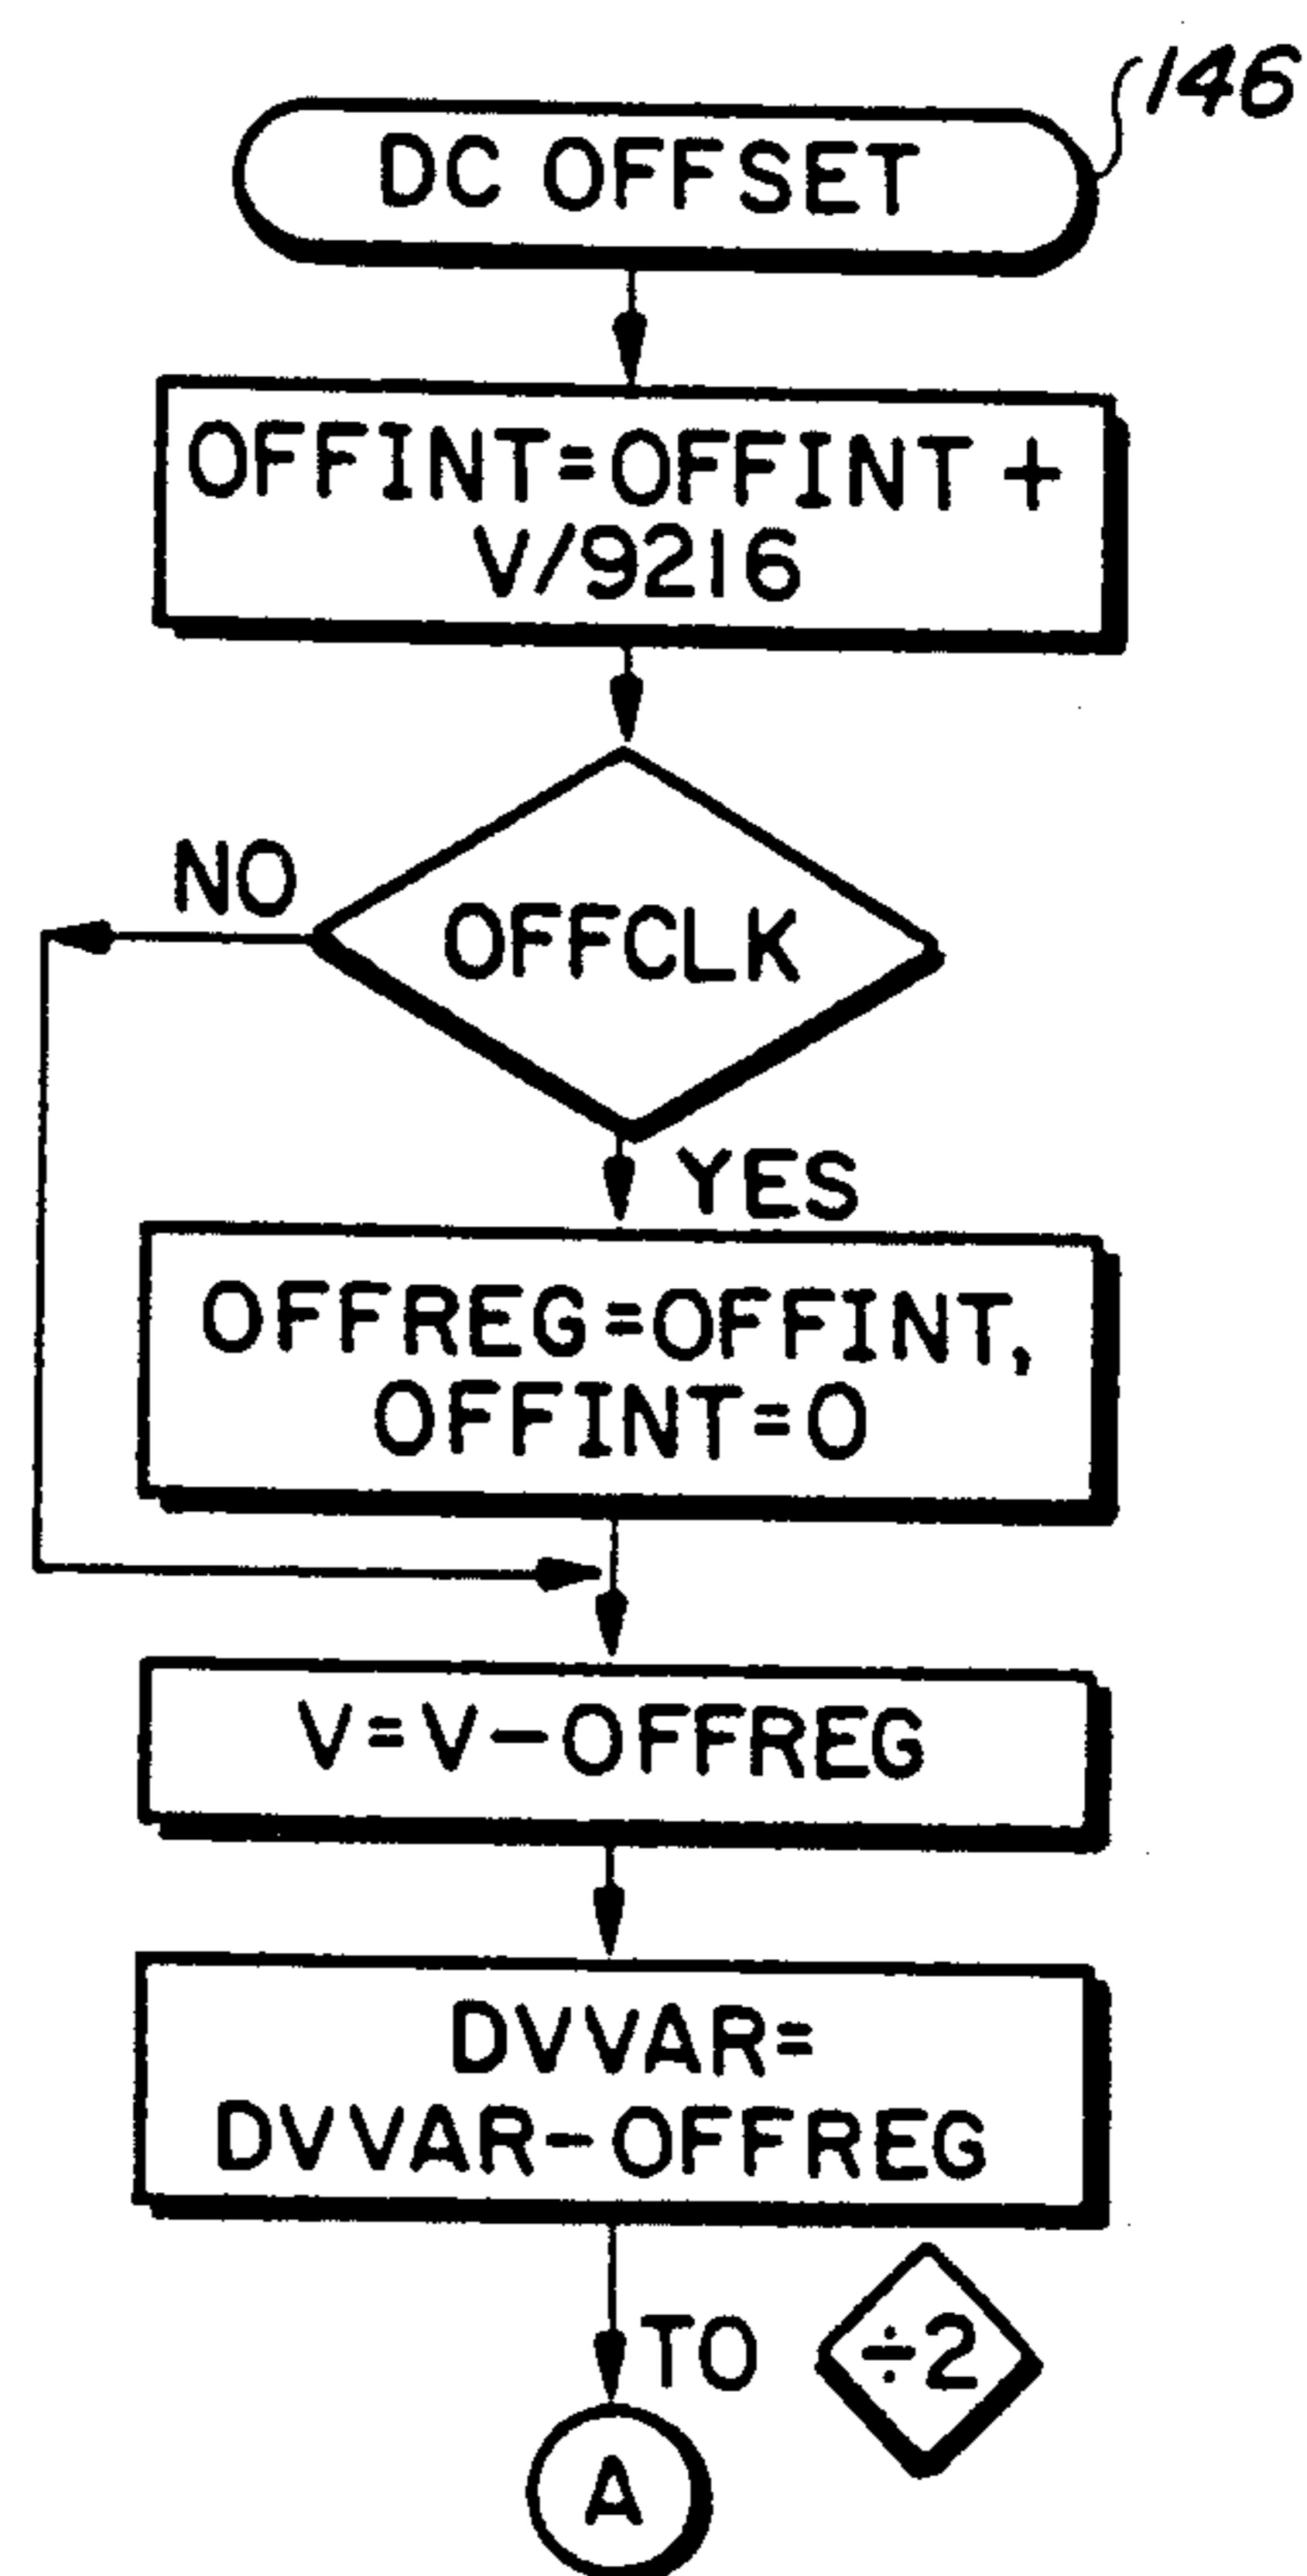 146
DC OFFSET
OFFINT=OFFINT +
V/9216
NO
OFFCLK
YES
OFFREG=OFFINT,
OFFINT=0
V=V-OFFREG
DVVAR=
DVVAR-OFFREG
TO ÷2
A